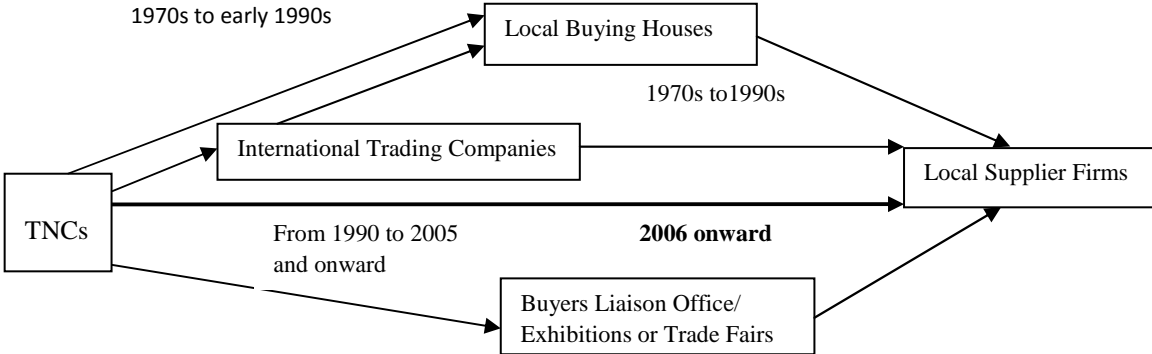 1970s to early 1990s
Local Buying Houses
1970s to1990s
International Trading Companies
Local Supplier Firms
TNCs
From 1990 to 2005
and onward
2006 onward
Buyers Liaison Office/
Exhibitions or Trade Fairs